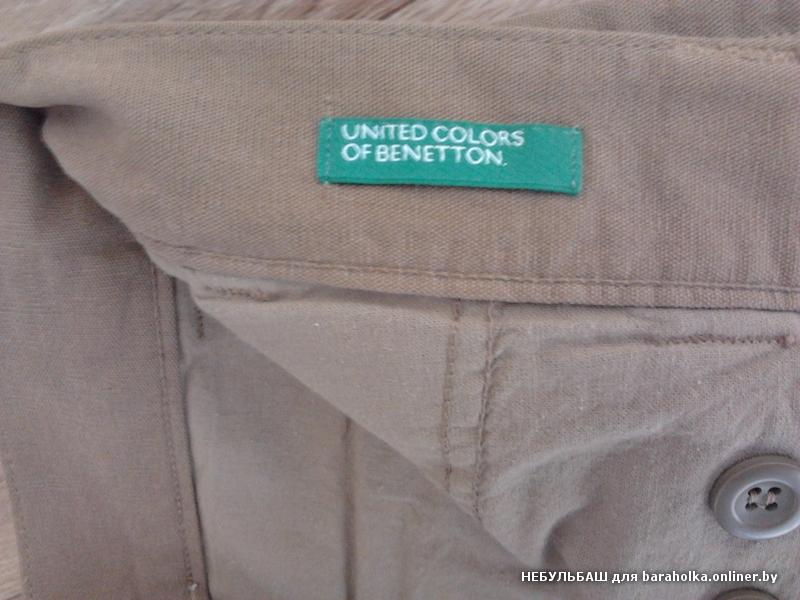 UNITED COLORS
OF BENETTON.
НЕБУЛЬБАШ для baraholka.onliner.by